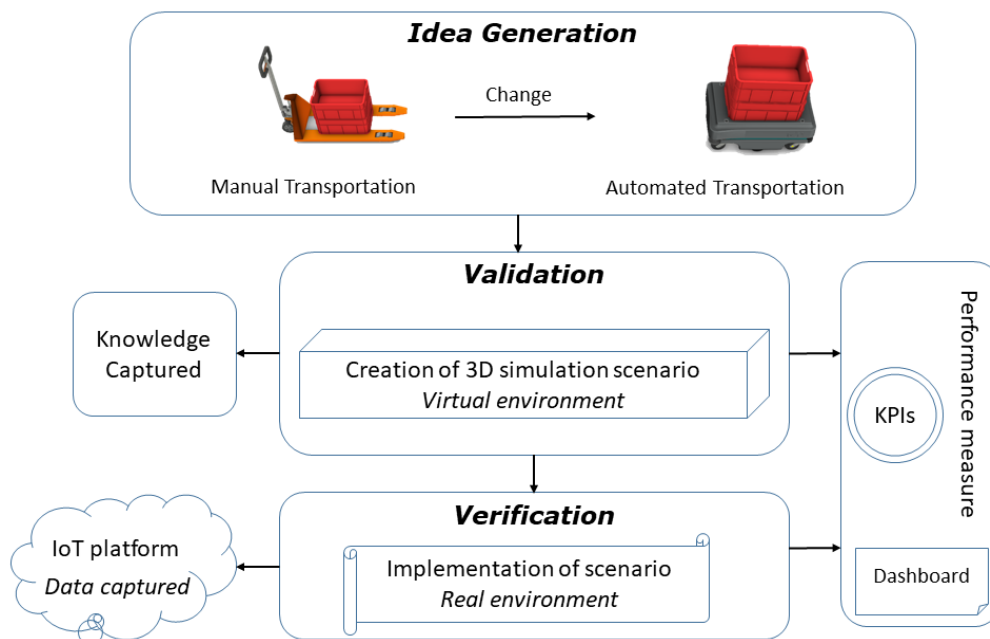 Idea Generation
Change
Manual Transportation
Automated Transportation
Validation
Knowledge
Captured
Creation of 3D simulation scenario
Virtual environment
Performance measure
KPIs
Verification
IoT platform
Data captured
Implementation of scenario
Real environment
Dashboard